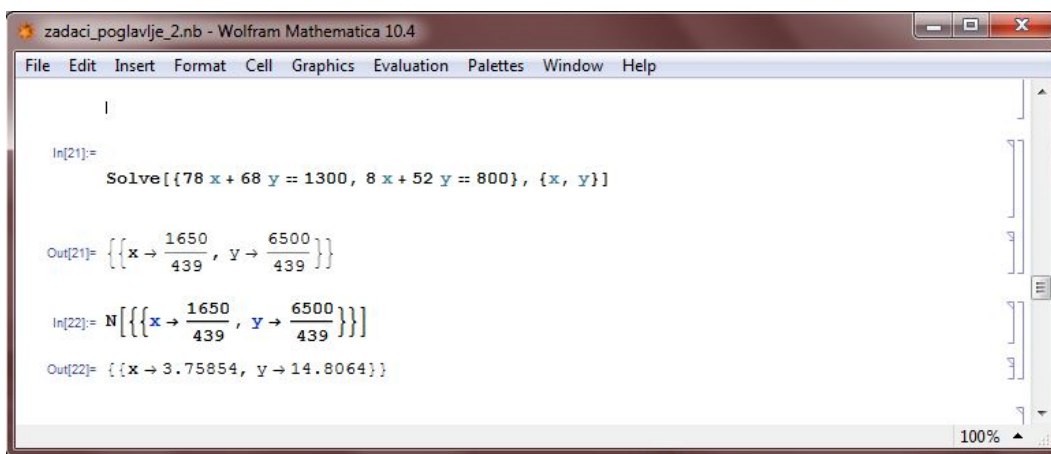 zadaci_poglavlje_2.nb - Wolfram Mathematica 10.4
File Edit Insert Format Cell Graphics Evaluation Palettes Window Help
In[21]:=
Solve[{78 x + 68 y == 1300, 8 x + 52 y == 800}, {x, y}]
Out[21]= {{x → 1650/439, y → 6500/439}}
In[22]:= N[{{x → 1650/439, y → 6500/439}}]
Out[22]= {{x → 3.75854, y → 14.8064}}
100%